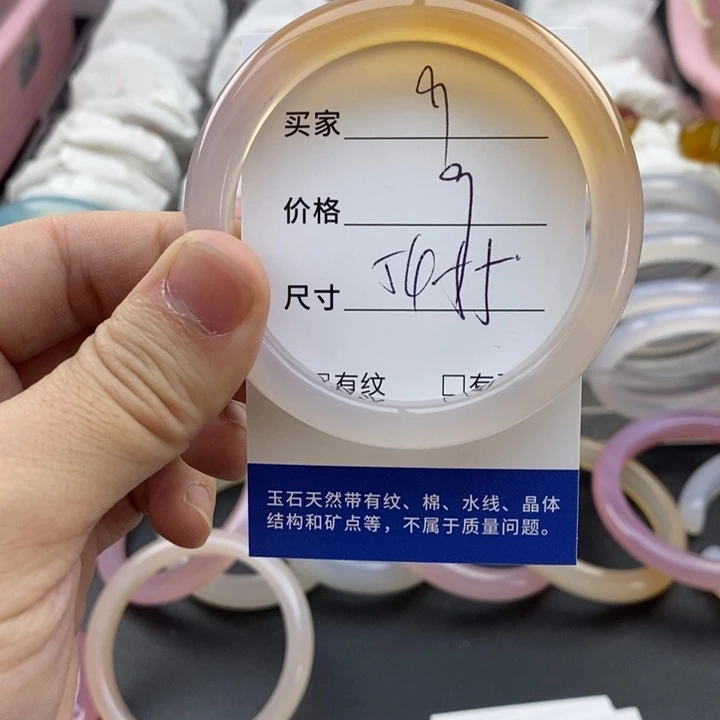 买家
价格
尺寸
有纹 □有
玉石天然带有纹、棉、水线、晶体
结构和矿点等，不属于质量问题。